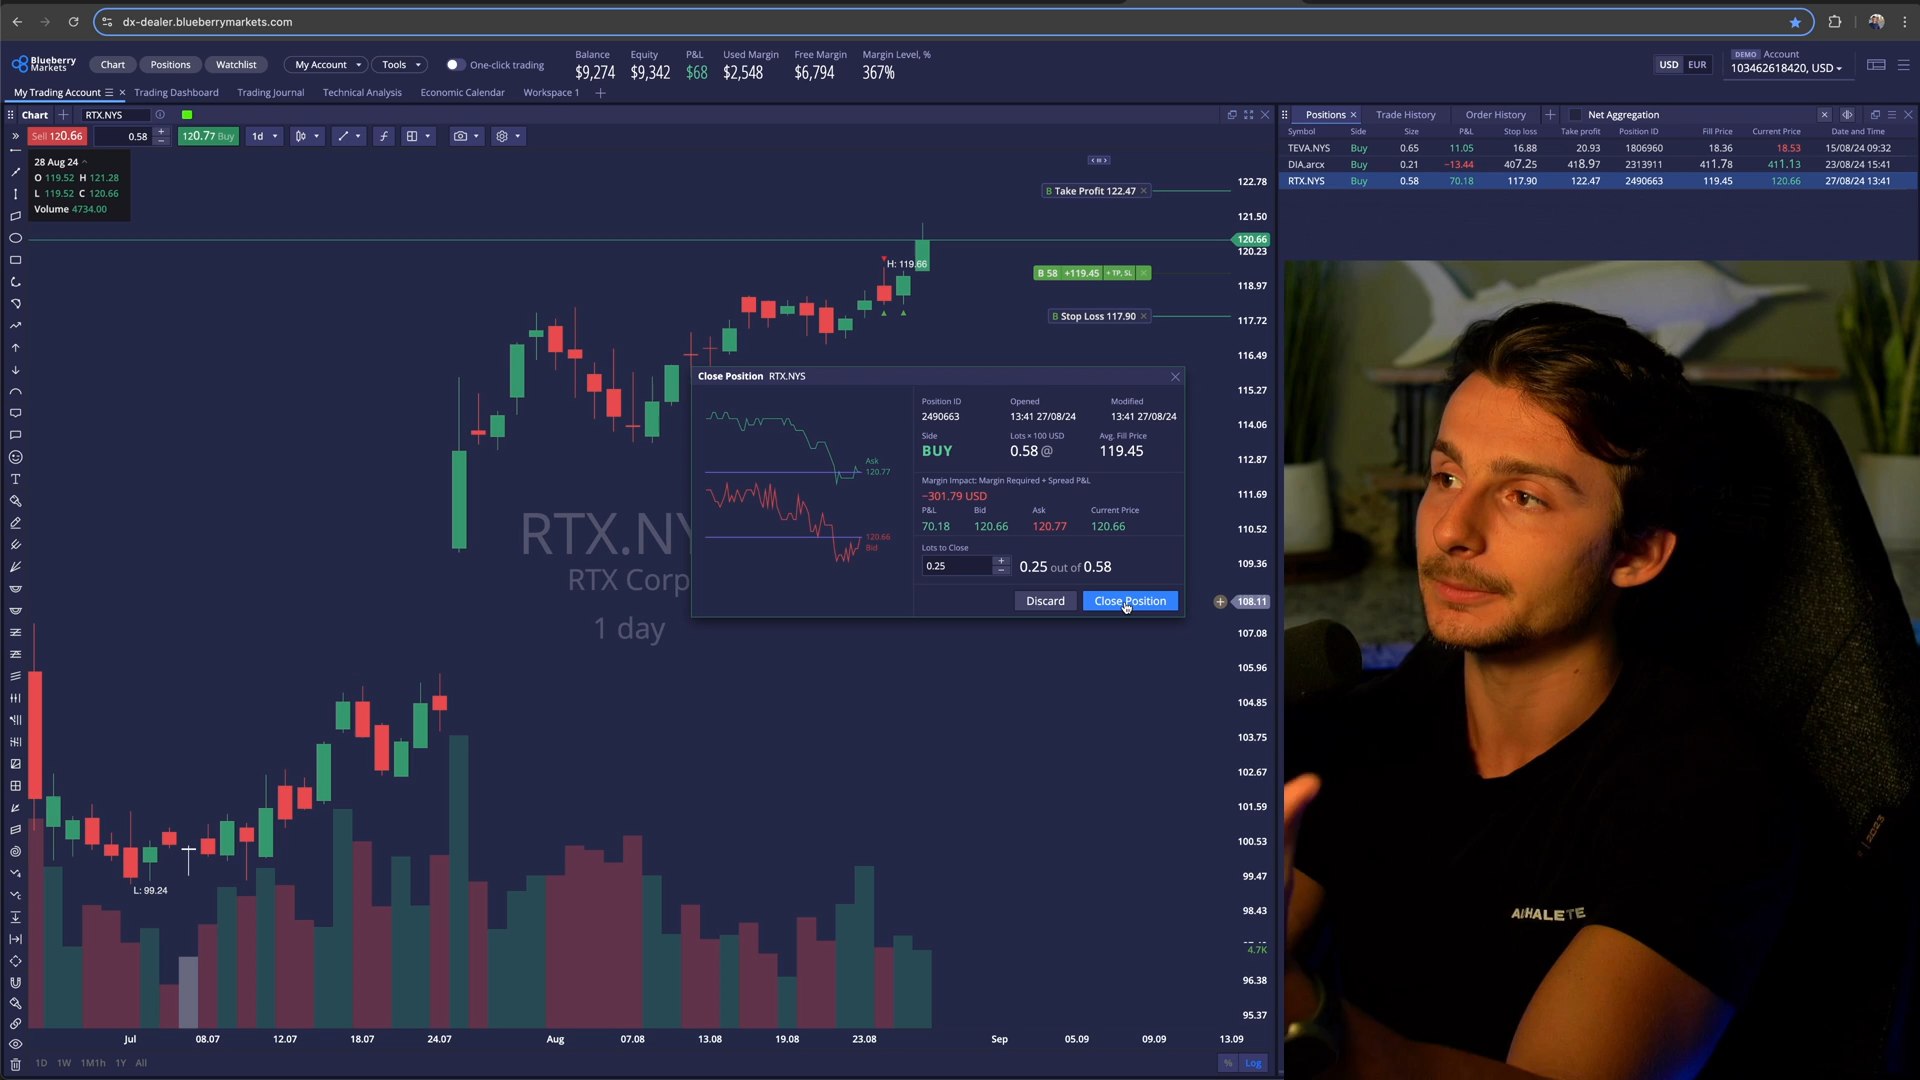 dx-dealer.blueberrymarkets.com
Blueberry Markets
Chart
Positions
Watchlist
My Account
Tools
One-click trading
Balance
$9,274
Equity
$9,342
P&L
$68
Used Margin
$2,548
Free Margin
$6,794
Margin Level, %
367%
USD
EUR
DEMO Account
103462618420, USD
My Trading Account
Trading Dashboard
Trading Journal
Technical Analysis
Economic Calendar
Workspace 1
Chart
RTX.NYS
Sell 120.66
0.58
120.77 Buy
1d
28 Aug 24
O 119.52 H 121.28
L 119.52 C 120.66
Volume 4734.00
B Take Profit 122.47
B 58 +119.45 + TP, SL
B Stop Loss 117.90
H: 119.66
L: 99.24
RTX.NY
RTX Corp
1 day
122.78
121.50
120.66
120.23
118.97
117.72
116.49
115.27
114.06
112.87
111.69
110.52
109.36
108.11
107.08
105.96
104.85
103.75
102.67
101.59
100.53
99.47
98.43
4.7K
96.38
95.37
Jul
08.07
12.07
18.07
24.07
Aug
07.08
13.08
19.08
23.08
Sep
05.09
09.09
13.09
1D
1W
1M1h
1Y
All
%
Log
Close Position RTX.NYS
Ask
120.77
120.66
Bid
Position ID
2490663
Opened
13:41 27/08/24
Modified
13:41 27/08/24
Side
BUY
Lots × 100 USD
0.58 @
Avg. Fill Price
119.45
Margin Impact: Margin Required + Spread P&L
−301.79 USD
P&L
70.18
Bid
120.66
Ask
120.77
Current Price
120.66
Lots to Close
0.25
0.25 out of 0.58
Discard
Close Position
Positions
Trade History
Order History
Net Aggregation
Symbol Side Size P&L Stop loss Take profit Position ID Fill Price Current Price Date and Time
TEVA.NYS Buy 0.65 11.05 16.88 20.93 1806960 18.36 18.53 15/08/24 09:32
DIA.arcx Buy 0.21 −13.44 407.25 418.97 2313911 411.78 411.13 23/08/24 15:41
RTX.NYS Buy 0.58 70.18 117.90 122.47 2490663 119.45 120.66 27/08/24 13:41
2023